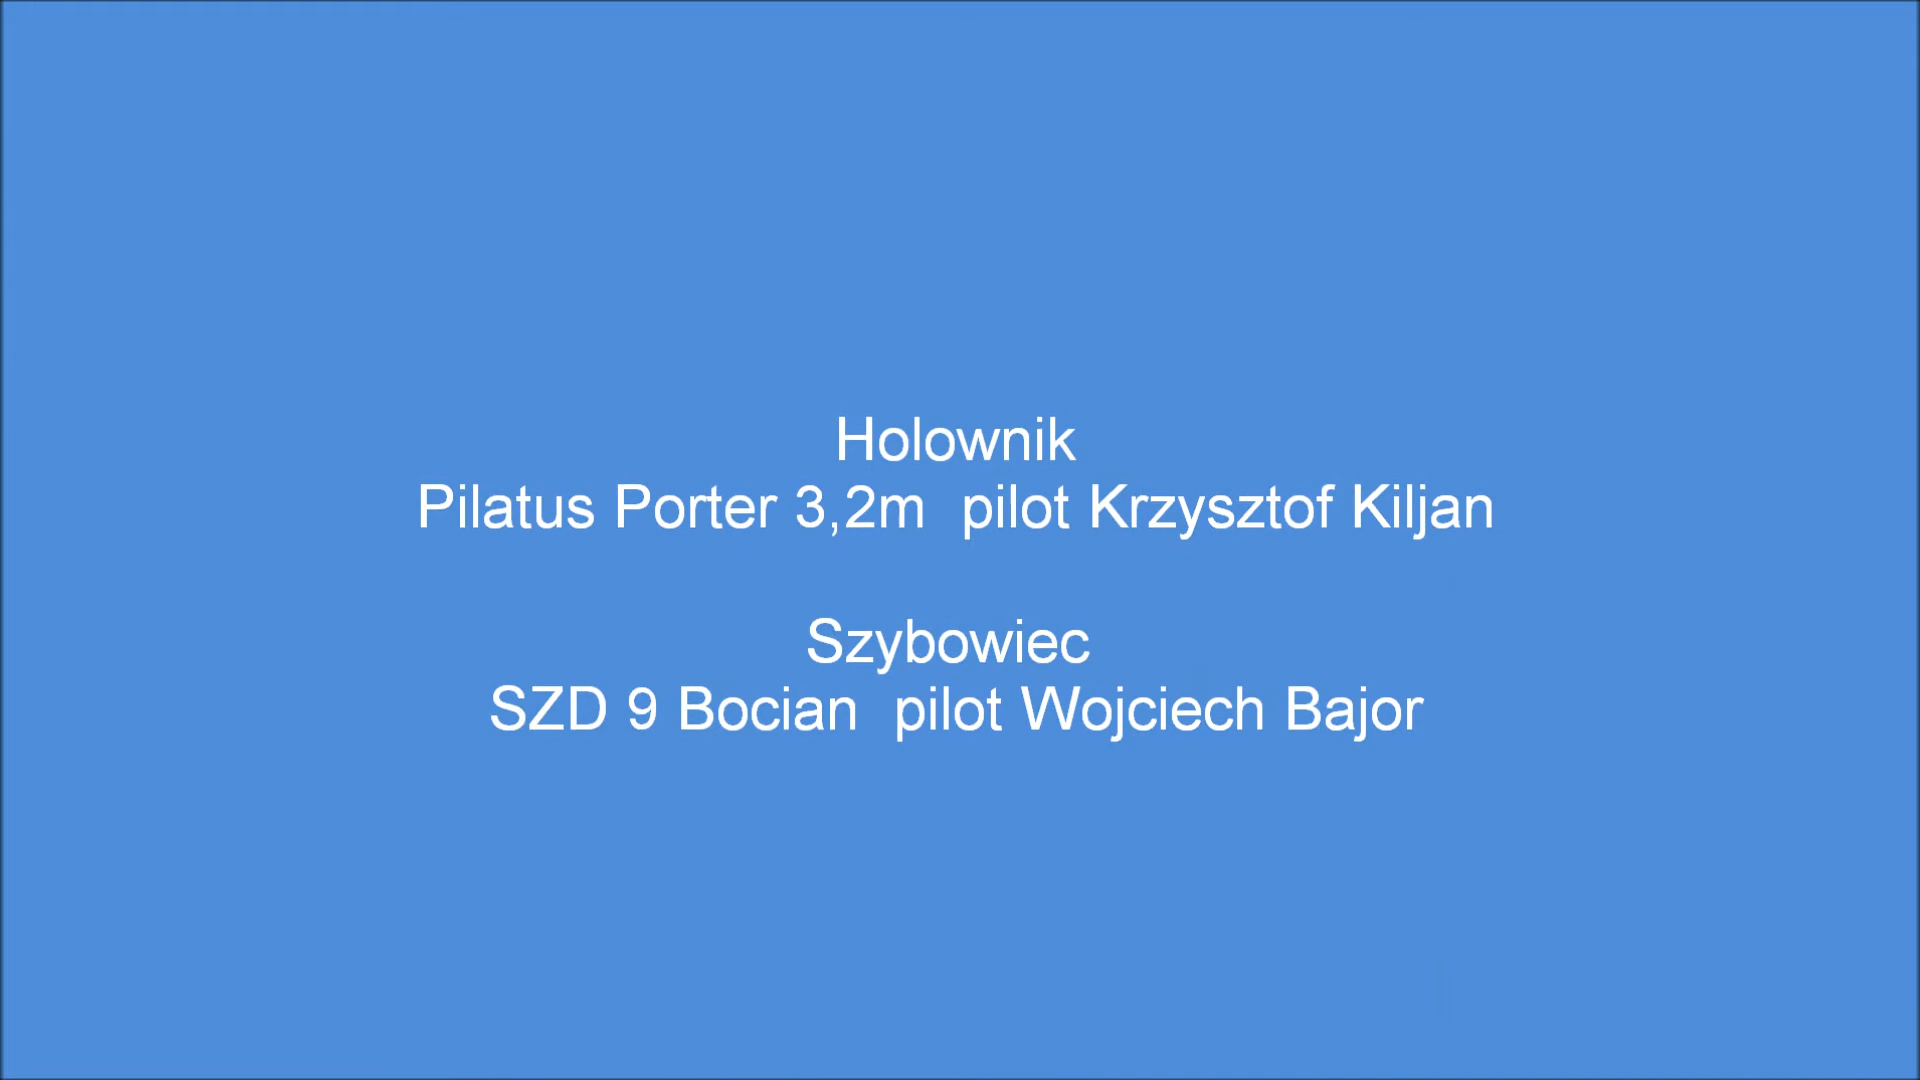 Holownik
Pilatus Porter 3,2m  pilot Krzysztof Kiljan
Szybowiec
SZD 9 Bocian  pilot Wojciech Bajor